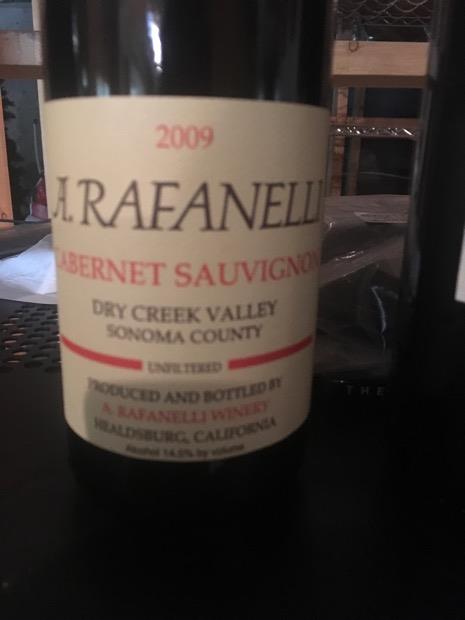 2009
A. RAFANELLI
CABERNET SAUVIGNON
DRY CREEK VALLEY
SONOMA COUNTY
UNFILTERED
PRODUCED AND BOTTLED BY
A. RAFANELLI WINERY
HEALDSBURG, CALIFORNIA
Alcohol 14.5% by volume
THE